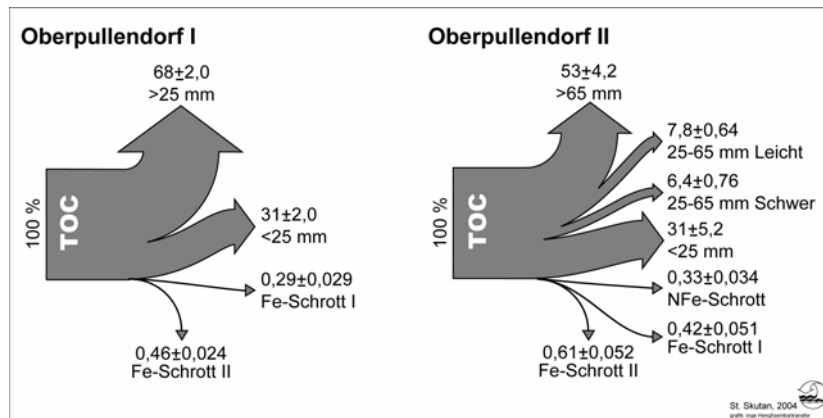 Oberpullendorf I
68±2,0
>25 mm
100 %
TOC
31±2,0
<25 mm
0,29±0,029
Fe-Schrott I
0,46±0,024
Fe-Schrott II
Oberpullendorf II
53±4,2
>65 mm
7,8±0,64
25-65 mm Leicht
6,4±0,76
25-65 mm Schwer
100 %
TOC
31±5,2
<25 mm
0,33±0,034
NFe-Schrott
0,42±0,051
Fe-Schrott I
0,61±0,052
Fe-Schrott II
St. Skutan, 2004